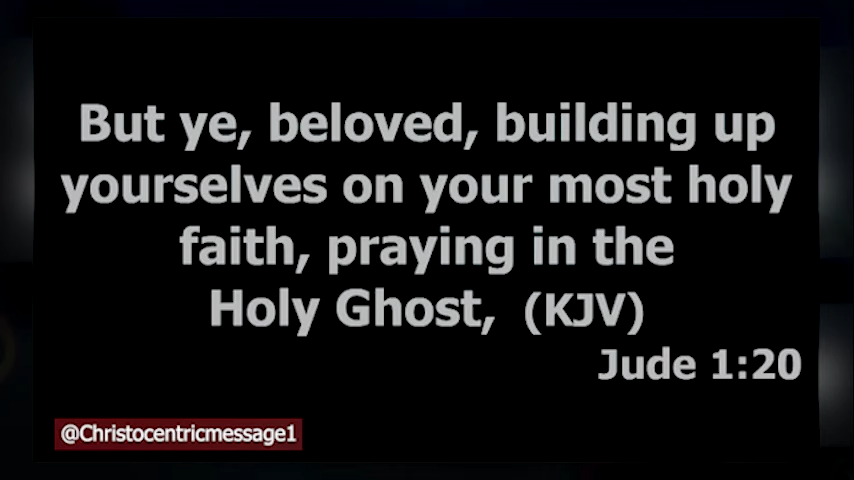 But ye, beloved, building up
yourselves on your most holy
faith, praying in the
Holy Ghost, (KJV)
Jude 1:20
@Christocentricmessage1